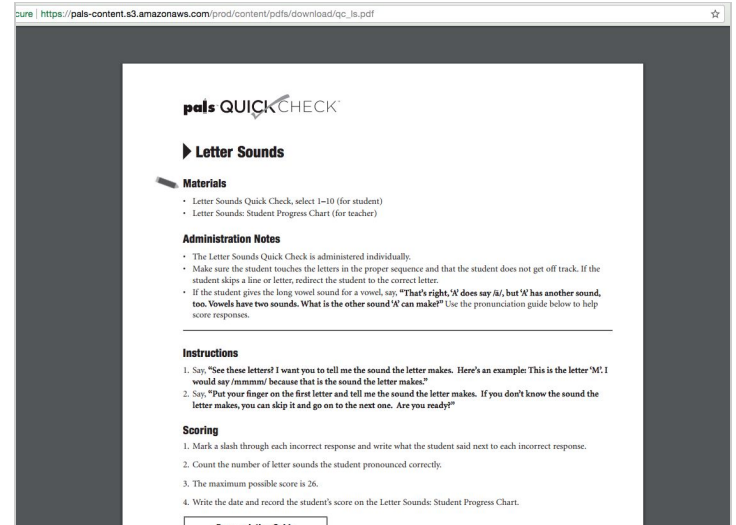 cure | https://pals-content.s3.amazonaws.com/prod/content/pdfs/download/qc_ls.pdf
pals QUICKCHECK™
Letter Sounds
Materials
• Letter Sounds Quick Check, select 1–10 (for student)
• Letter Sounds: Student Progress Chart (for teacher)
Administration Notes
• The Letter Sounds Quick Check is administered individually.
• Make sure the student touches the letters in the proper sequence and that the student does not get off track. If the
student skips a line or letter, redirect the student to the correct letter.
• If the student gives the long vowel sound for a vowel, say, "That's right, 'A' does say /ā/, but 'A' has another sound,
too. Vowels have two sounds. What is the other sound 'A' can make?" Use the pronunciation guide below to help
score responses.
Instructions
1. Say, "See these letters? I want you to tell me the sound the letter makes. Here's an example: This is the letter 'M'. I
would say /mmmm/ because that is the sound the letter makes."
2. Say, "Put your finger on the first letter and tell me the sound the letter makes. If you don't know the sound the
letter makes, you can skip it and go on to the next one. Are you ready?"
Scoring
1. Mark a slash through each incorrect response and write what the student said next to each incorrect response.
2. Count the number of letter sounds the student pronounced correctly.
3. The maximum possible score is 26.
4. Write the date and record the student's score on the Letter Sounds: Student Progress Chart.